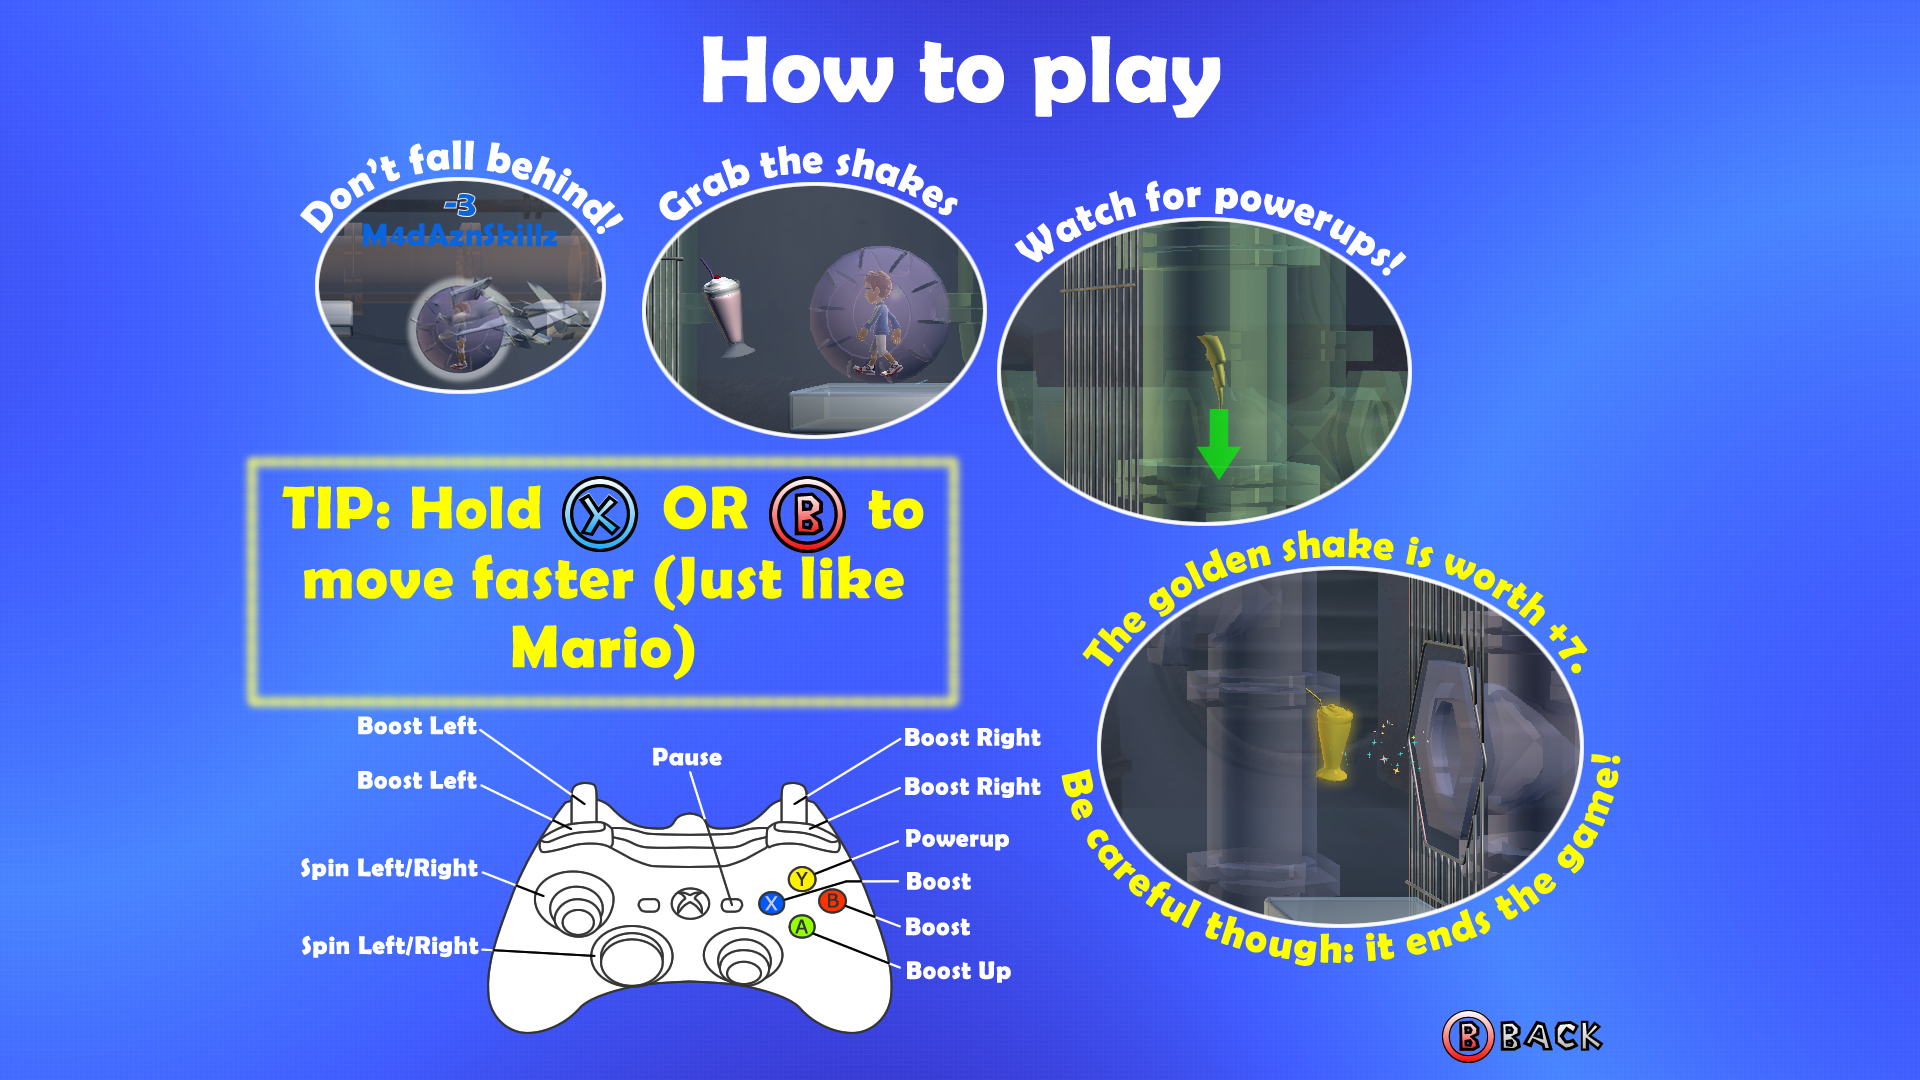 How to play
Don't fall behind!
-3
M4dAznSkillz
Grab the shakes
Watch for powerups!
TIP: Hold X OR B to
move faster (Just like
Mario)
The golden shake is worth +7.
Be careful though: it ends the game!
Boost Left
Boost Left
Spin Left/Right
Spin Left/Right
Pause
Boost Right
Boost Right
Powerup
Boost
Boost
Boost Up
Y
X
B
A
B BACK